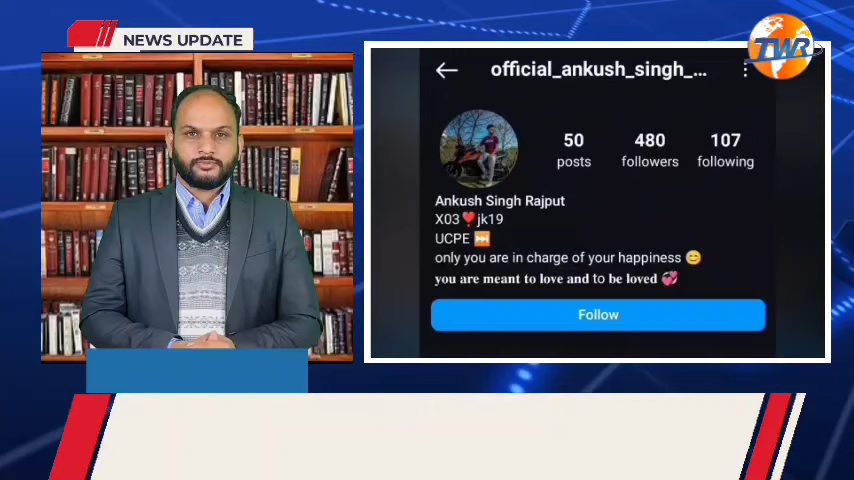 NEWS UPDATE
TWR
official_ankush_singh_...
50
posts
480
followers
107
following
Ankush Singh Rajput
X03❤️jk19
UCPE ⏭️
only you are in charge of your happiness 😊
𝐲𝐨𝐮 𝐚𝐫𝐞 𝐦𝐞𝐚𝐧𝐭 𝐭𝐨 𝐥𝐨𝐯𝐞 𝐚𝐧𝐝 to 𝐛𝐞 𝐥𝐨𝐯𝐞𝐝 💞
Follow